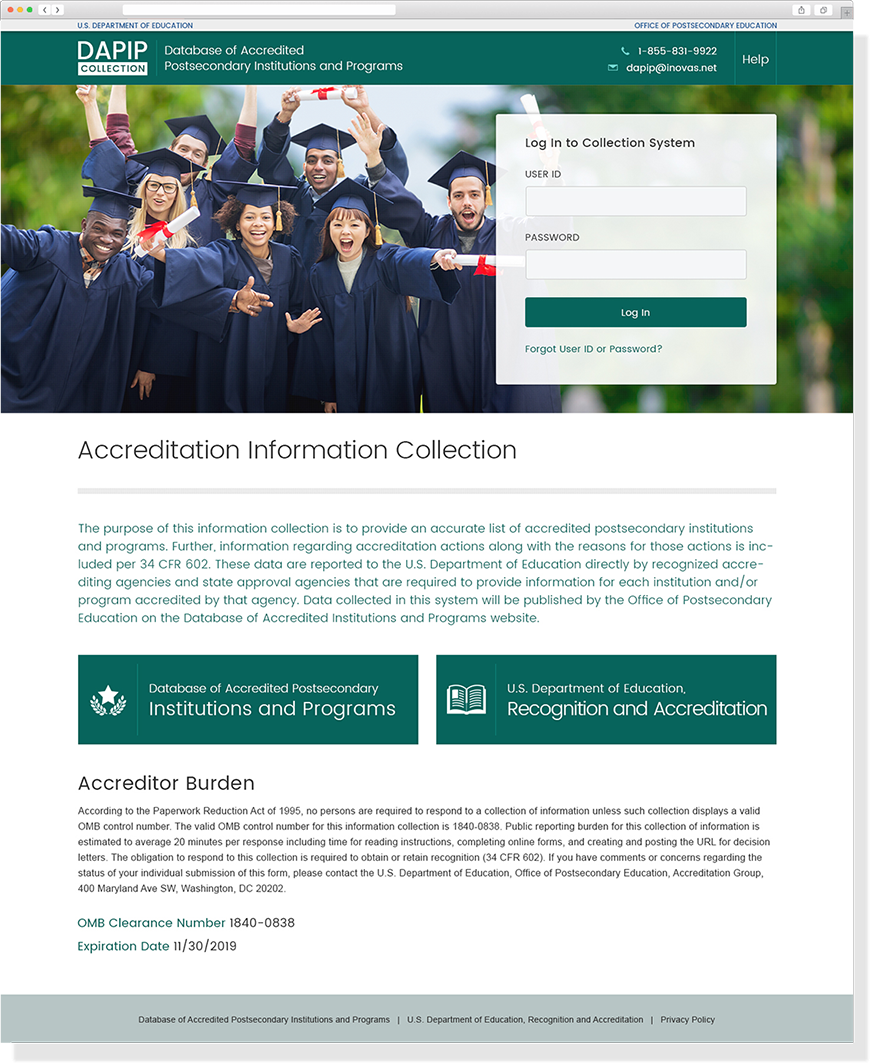 U.S. DEPARTMENT OF EDUCATION
OFFICE OF POSTSECONDARY EDUCATION
DAPIP
COLLECTION
Database of Accredited
Postsecondary Institutions and Programs
1-855-831-9922
dapip@inovas.net
Help
Log In to Collection System
USER ID
PASSWORD
Log In
Forgot User ID or Password?
Accreditation Information Collection
The purpose of this information collection is to provide an accurate list of accredited postsecondary institutions
and programs. Further, information regarding accreditation actions along with the reasons for those actions is inc-
luded per 34 CFR 602. These data are reported to the U.S. Department of Education directly by recognized accre-
diting agencies and state approval agencies that are required to provide information for each institution and/or
program accredited by that agency. Data collected in this system will be published by the Office of Postsecondary
Education on the Database of Accredited Institutions and Programs website.
Database of Accredited Postsecondary
Institutions and Programs
U.S. Department of Education,
Recognition and Accreditation
Accreditor Burden
According to the Paperwork Reduction Act of 1995, no persons are required to respond to a collection of information unless such collection displays a valid
OMB control number. The valid OMB control number for this information collection is 1840-0838. Public reporting burden for this collection of information is
estimated to average 20 minutes per response including time for reading instructions, completing online forms, and creating and posting the URL for decision
letters. The obligation to respond to this collection is required to obtain or retain recognition (34 CFR 602). If you have comments or concerns regarding the
status of your individual submission of this form, please contact the U.S. Department of Education, Office of Postsecondary Education, Accreditation Group,
400 Maryland Ave SW, Washington, DC 20202.
OMB Clearance Number 1840-0838
Expiration Date 11/30/2019
Database of Accredited Postsecondary Institutions and Programs | U.S. Department of Education, Recognition and Accreditation | Privacy Policy